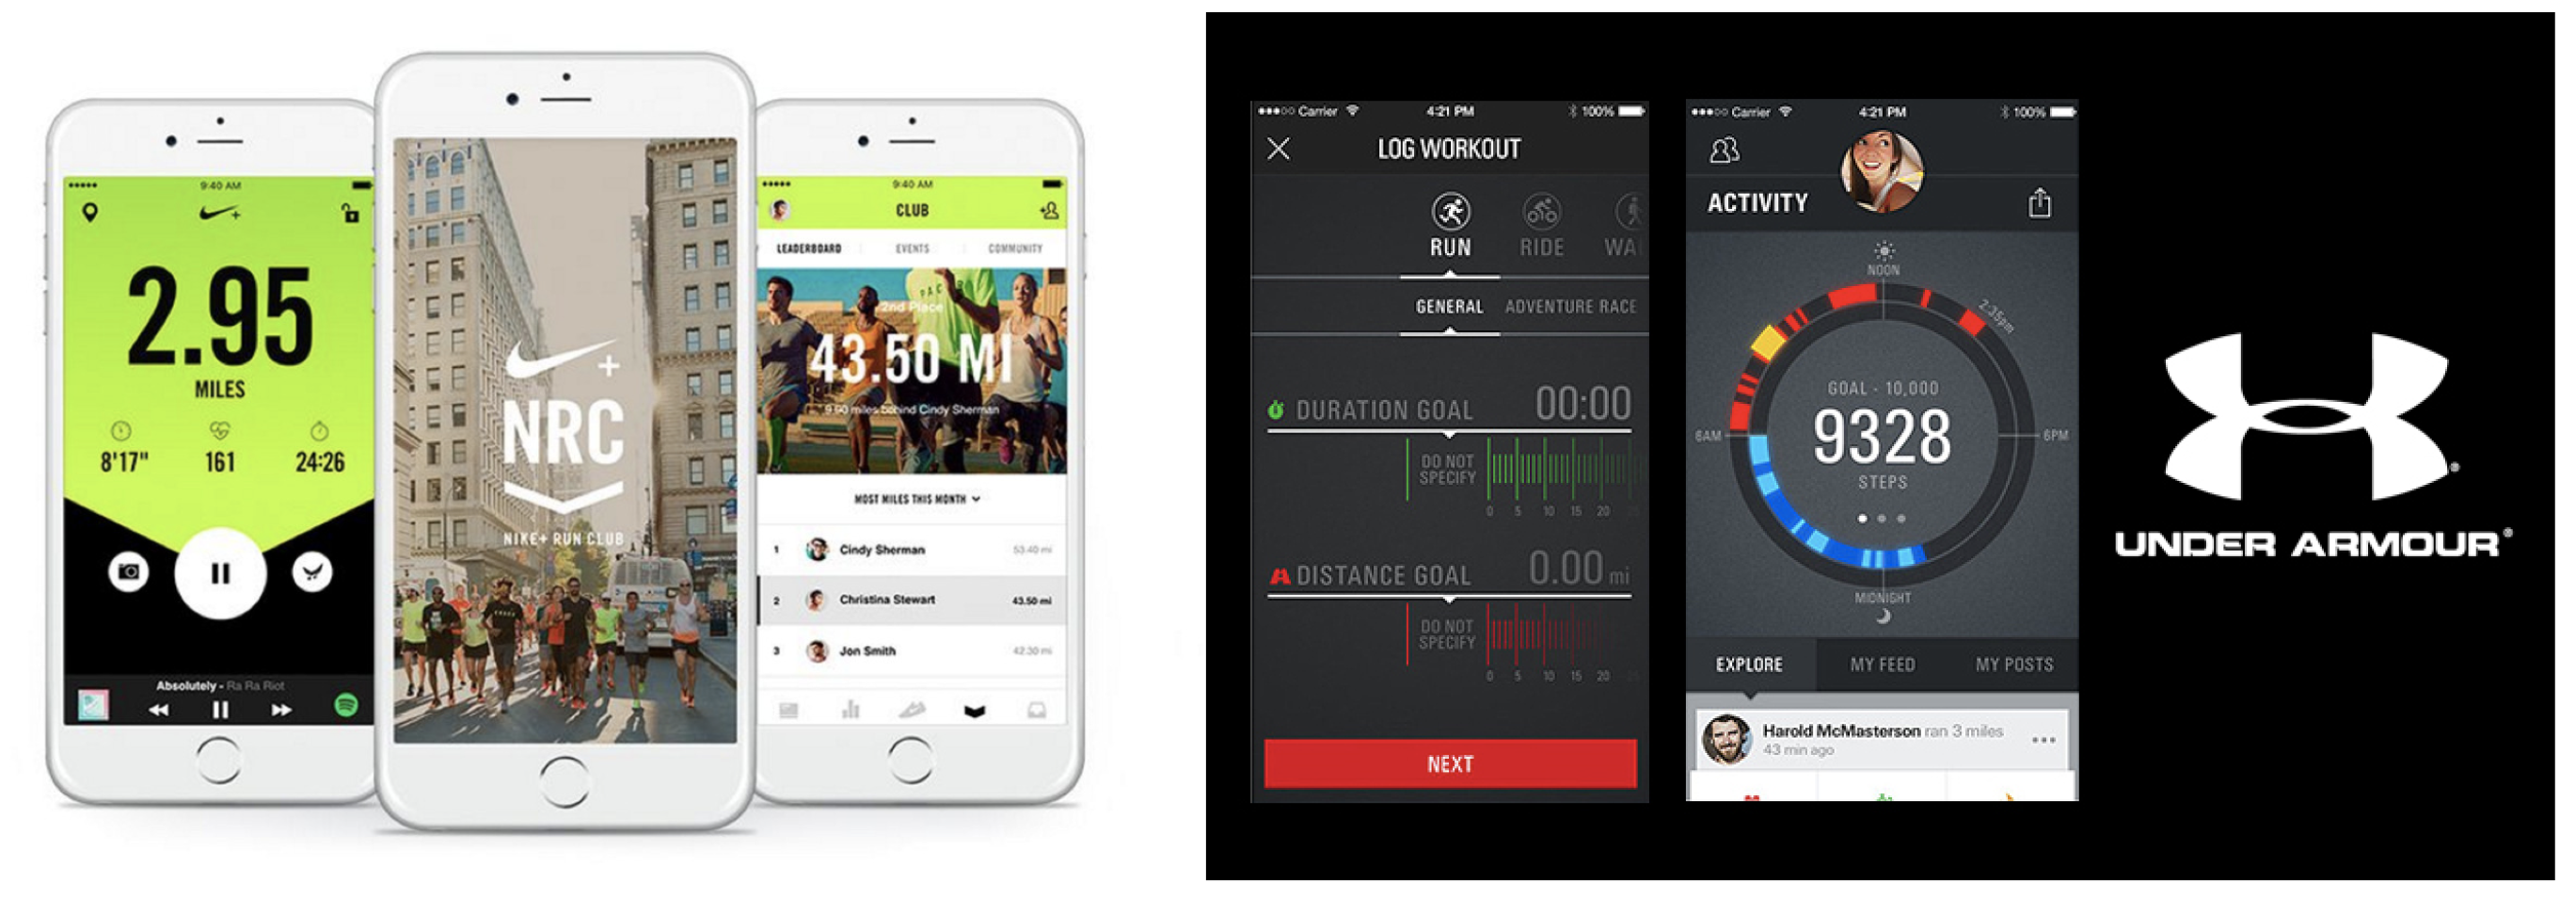 9:40 AM
2.95
MILES
8'17"
161
24:26
Absolutely - Ra Ra Riot
+
NRC
NIKE+ RUN CLUB
9:40 AM
CLUB
LEADERBOARD
EVENTS
COMMUNITY
PACER
2nd Place
43.50 MI
9.90 miles behind Cindy Sherman
MOST MILES THIS MONTH
1 Cindy Sherman 53.40 mi
2 Christina Stewart 43.50 mi
3 Jon Smith 42.30 mi
Carrier 4:21 PM 100%
LOG WORKOUT
RUN RIDE WA
GENERAL ADVENTURE RACE
DURATION GOAL 00:00
DO NOT
SPECIFY
0 5 10 15 20 25
DISTANCE GOAL 0.00 mi
DO NOT
SPECIFY
0 5 10 15 20 25
NEXT
Carrier 4:21 PM 100%
ACTIVITY
NOON
2:35pm
GOAL - 10,000
9328
STEPS
6AM
6PM
MIDNIGHT
EXPLORE MY FEED MY POSTS
Harold McMasterson ran 3 miles
43 min ago
UNDER ARMOUR®